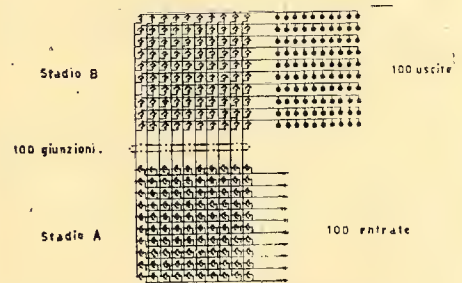 Stadio B
100 uscite
100 giunzioni.
Stadio A
100 entrate